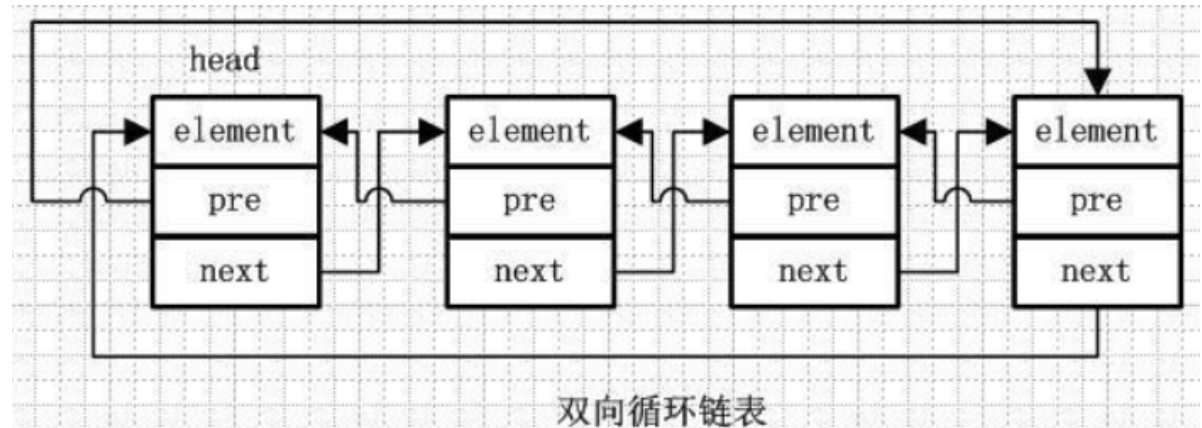 head
element element element element
pre pre pre pre
next next next next
双向循环链表